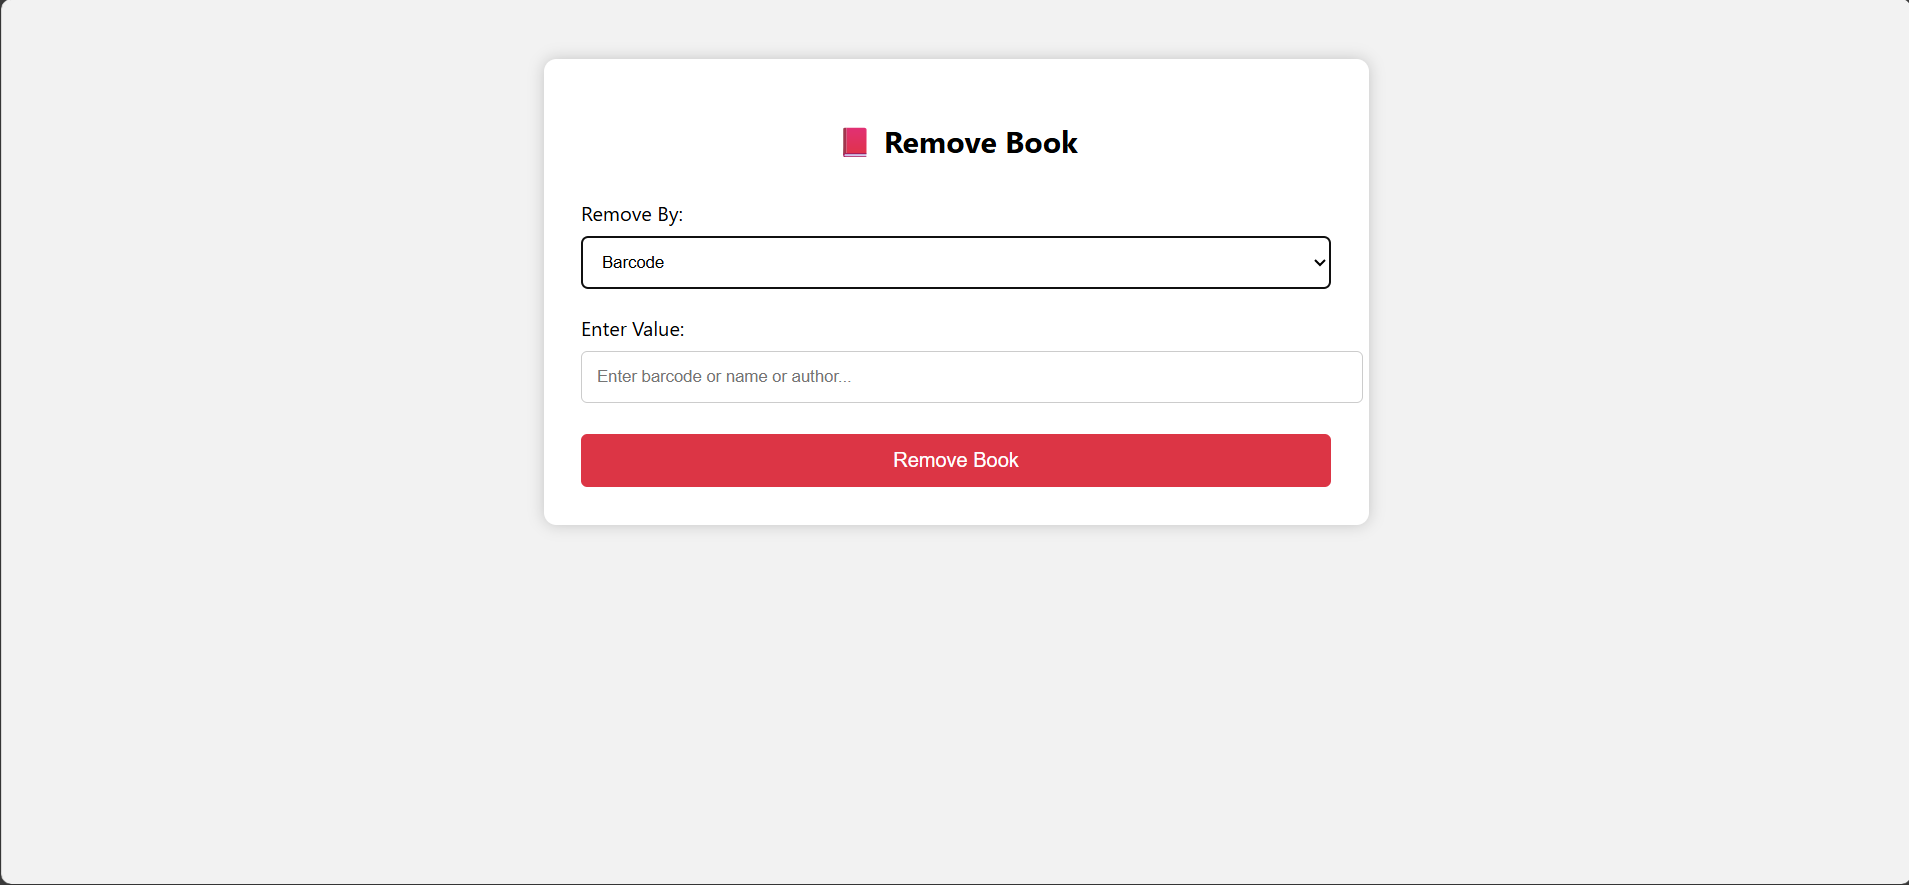 Remove Book
Remove By:
Barcode
Enter Value:
Enter barcode or name or author...
Remove Book